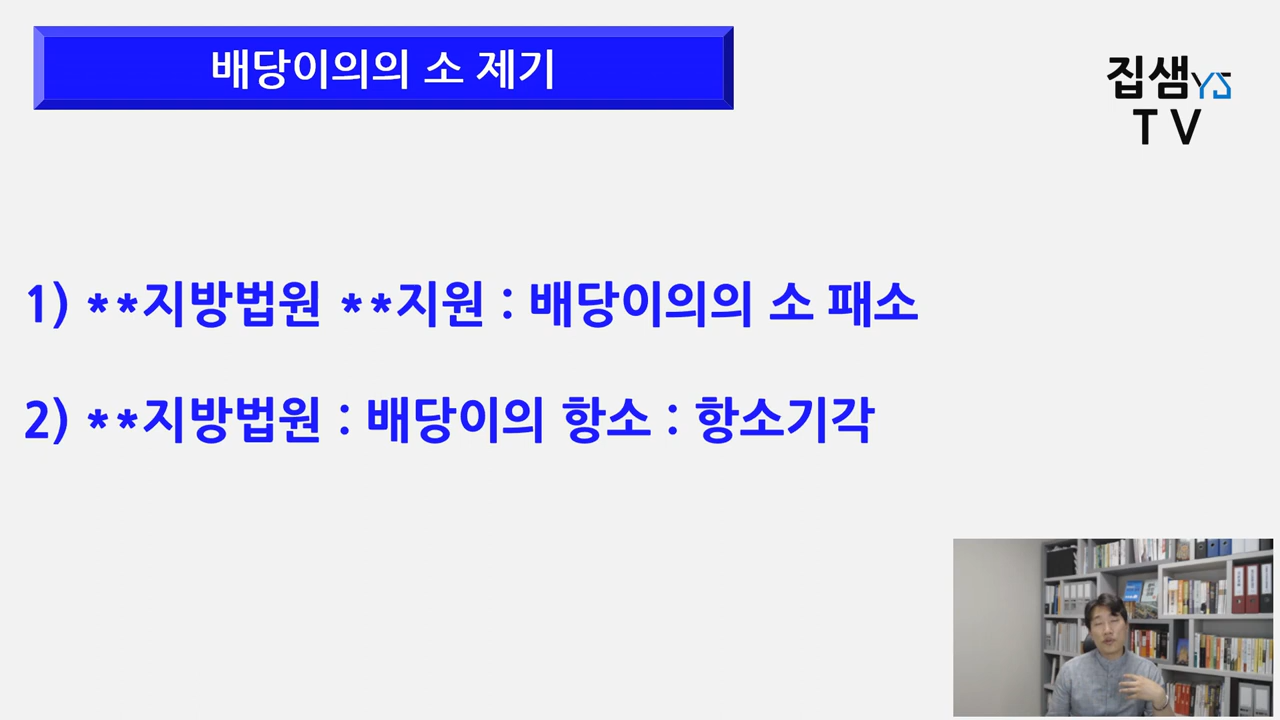 배당이의의 소 제기
집샘YS
TV
1) **지방법원 **지원 : 배당이의의 소 패소
2) **지방법원 : 배당이의 항소 : 항소기각